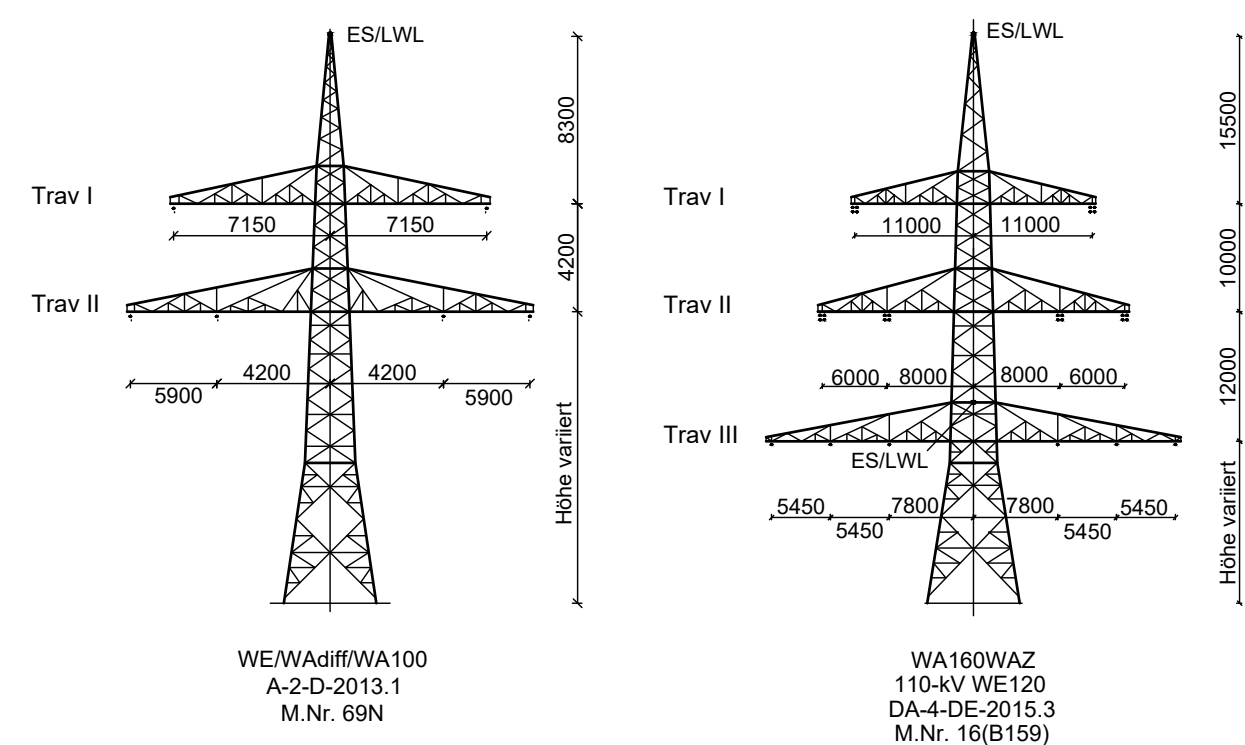 ES/LWL
8300
Trav I
7150 7150
4200
Trav II
4200 4200
5900 5900
Höhe variiert
WE/WAdiff/WA100
A-2-D-2013.1
M.Nr. 69N
ES/LWL
15500
Trav I
11000 11000
10000
Trav II
6000 8000 8000 6000
12000
Trav III
ES/LWL
5450 7800 7800 5450
5450 5450
Höhe variiert
WA160WAZ
110-kV WE120
DA-4-DE-2015.3
M.Nr. 16(B159)